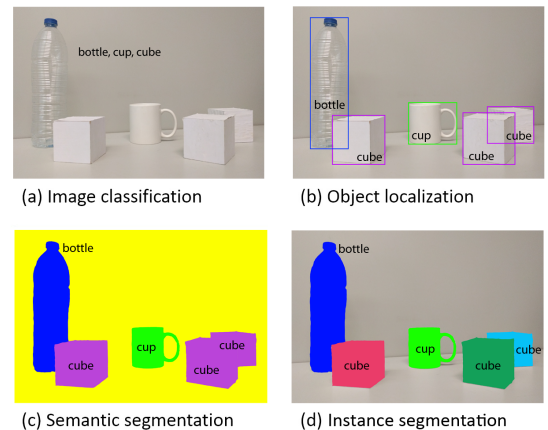 bottle, cup, cube
(a) Image classification
bottle
cup
cube
cube
cube
(b) Object localization
bottle
cup
cube
cube
cube
(c) Semantic segmentation
bottle
cup
cube
cube
cube
(d) Instance segmentation